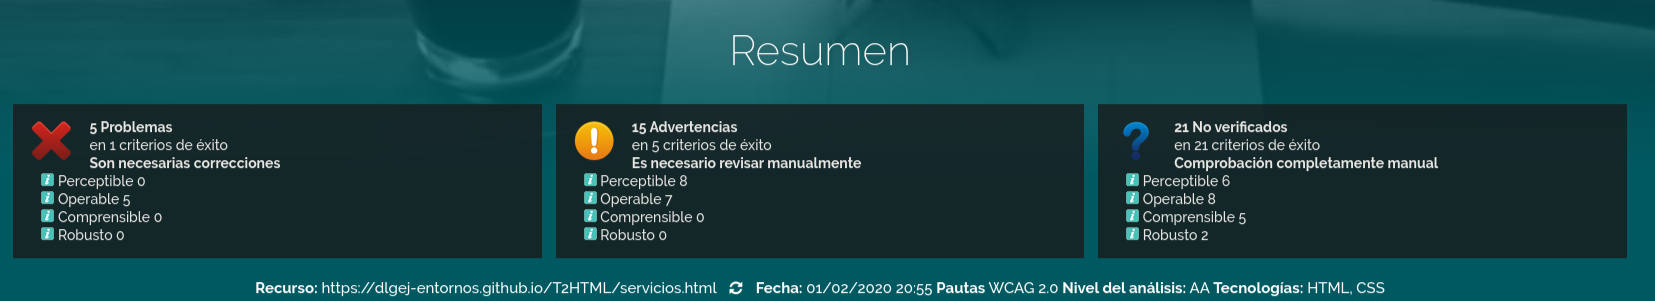 Resumen
5 Problemas
en 1 criterios de éxito
Son necesarias correcciones
Perceptible 0
Operable 5
Comprensible 0
Robusto 0
15 Advertencias
en 5 criterios de éxito
Es necesario revisar manualmente
Perceptible 8
Operable 7
Comprensible 0
Robusto 0
21 No verificados
en 21 criterios de éxito
Comprobación completamente manual
Perceptible 6
Operable 8
Comprensible 5
Robusto 2
Recurso: https://dlgej-entornos.github.io/T2HTML/servicios.html Fecha: 01/02/2020 20:55 Pautas WCAG 2.0 Nivel del análisis: AA Tecnologías: HTML, CSS